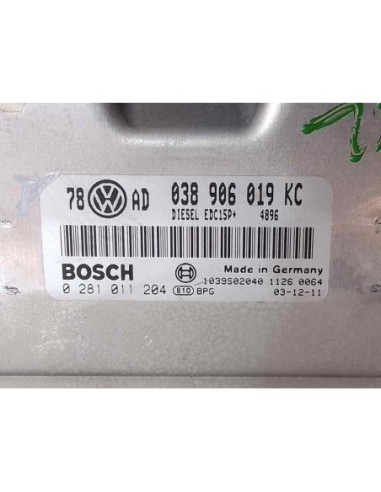 78 AD 038 906 019 KC
DIESEL EDC15P+ 4896
BOSCH Made in Germany
1039S02040 1126 0064
0 281 011 204 E10 BPG 03-12-11